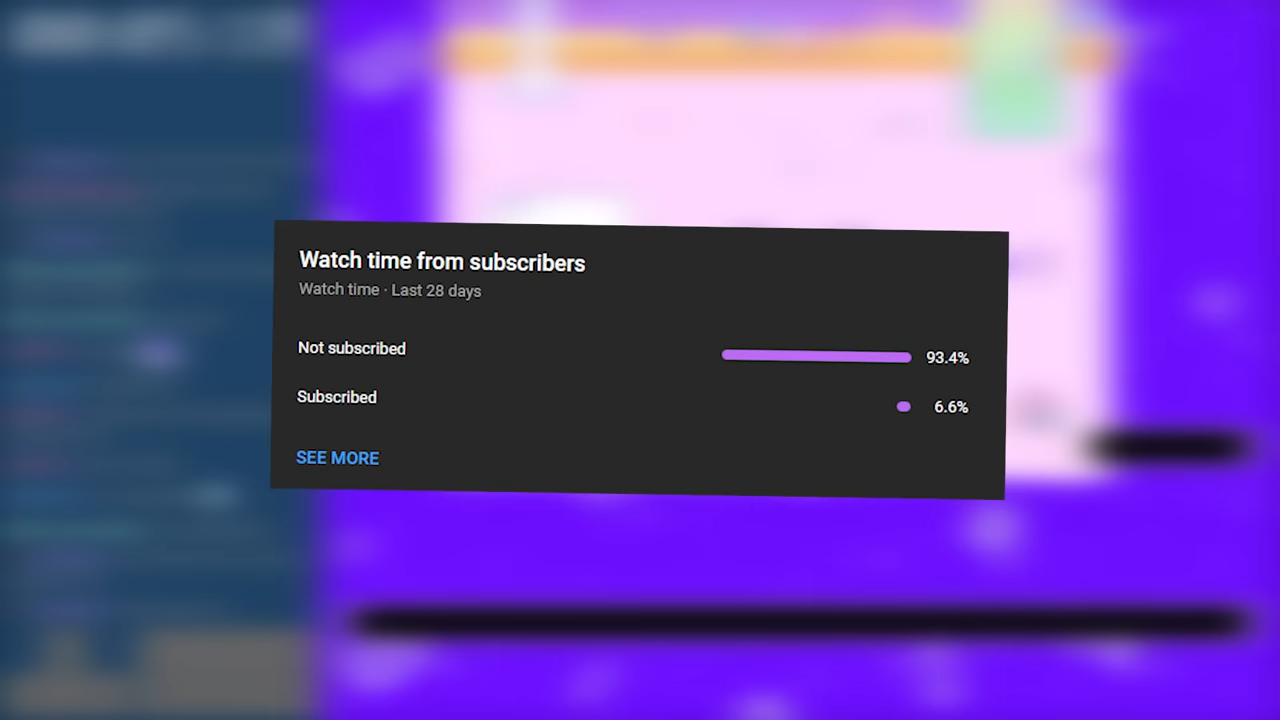 Watch time from subscribers
Watch time · Last 28 days
Not subscribed 93.4%
Subscribed 6.6%
SEE MORE